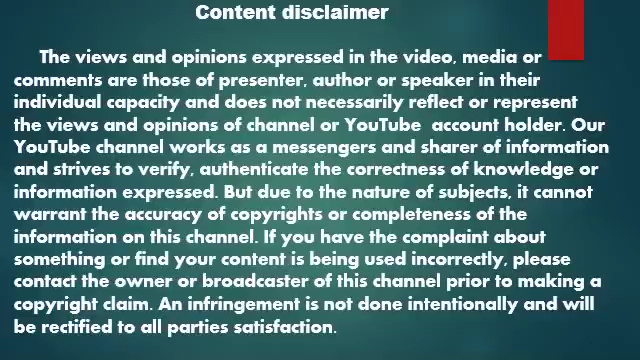 Content disclaimer
The views and opinions expressed in the video, media or
comments are those of presenter, author or speaker in their
individual capacity and does not necessarily reflect or represent
the views and opinions of channel or YouTube account holder. Our
YouTube channel works as a messengers and sharer of information
and strives to verify, authenticate the correctness of knowledge or
information expressed. But due to the nature of subjects, it cannot
warrant the accuracy of copyrights or completeness of the
information on this channel. If you have the complaint about
something or find your content is being used incorrectly, please
contact the owner or broadcaster of this channel prior to making a
copyright claim. An infringement is not done intentionally and will
be rectified to all parties satisfaction.